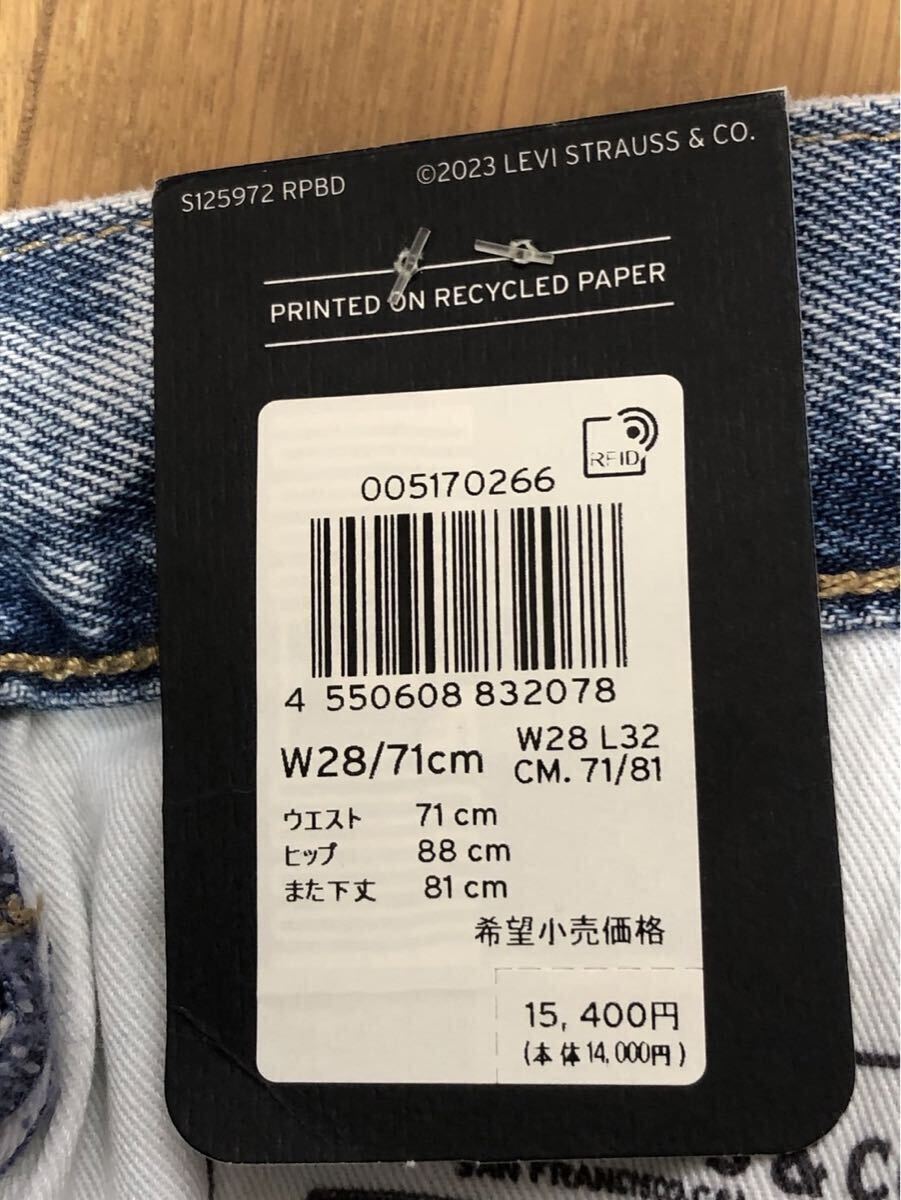 S125972 RPBD
©2023 LEVI STRAUSS & CO.
PRINTED ON RECYCLED PAPER
RFID
005170266
4 550608 832078
W28/71cm
W28 L32
CM. 71/81
ウエスト 71 cm
ヒップ 88 cm
また下丈 81 cm
希望小売価格
15,400円
(本体14,000円)
& C
SAN FRANCISCO, CA